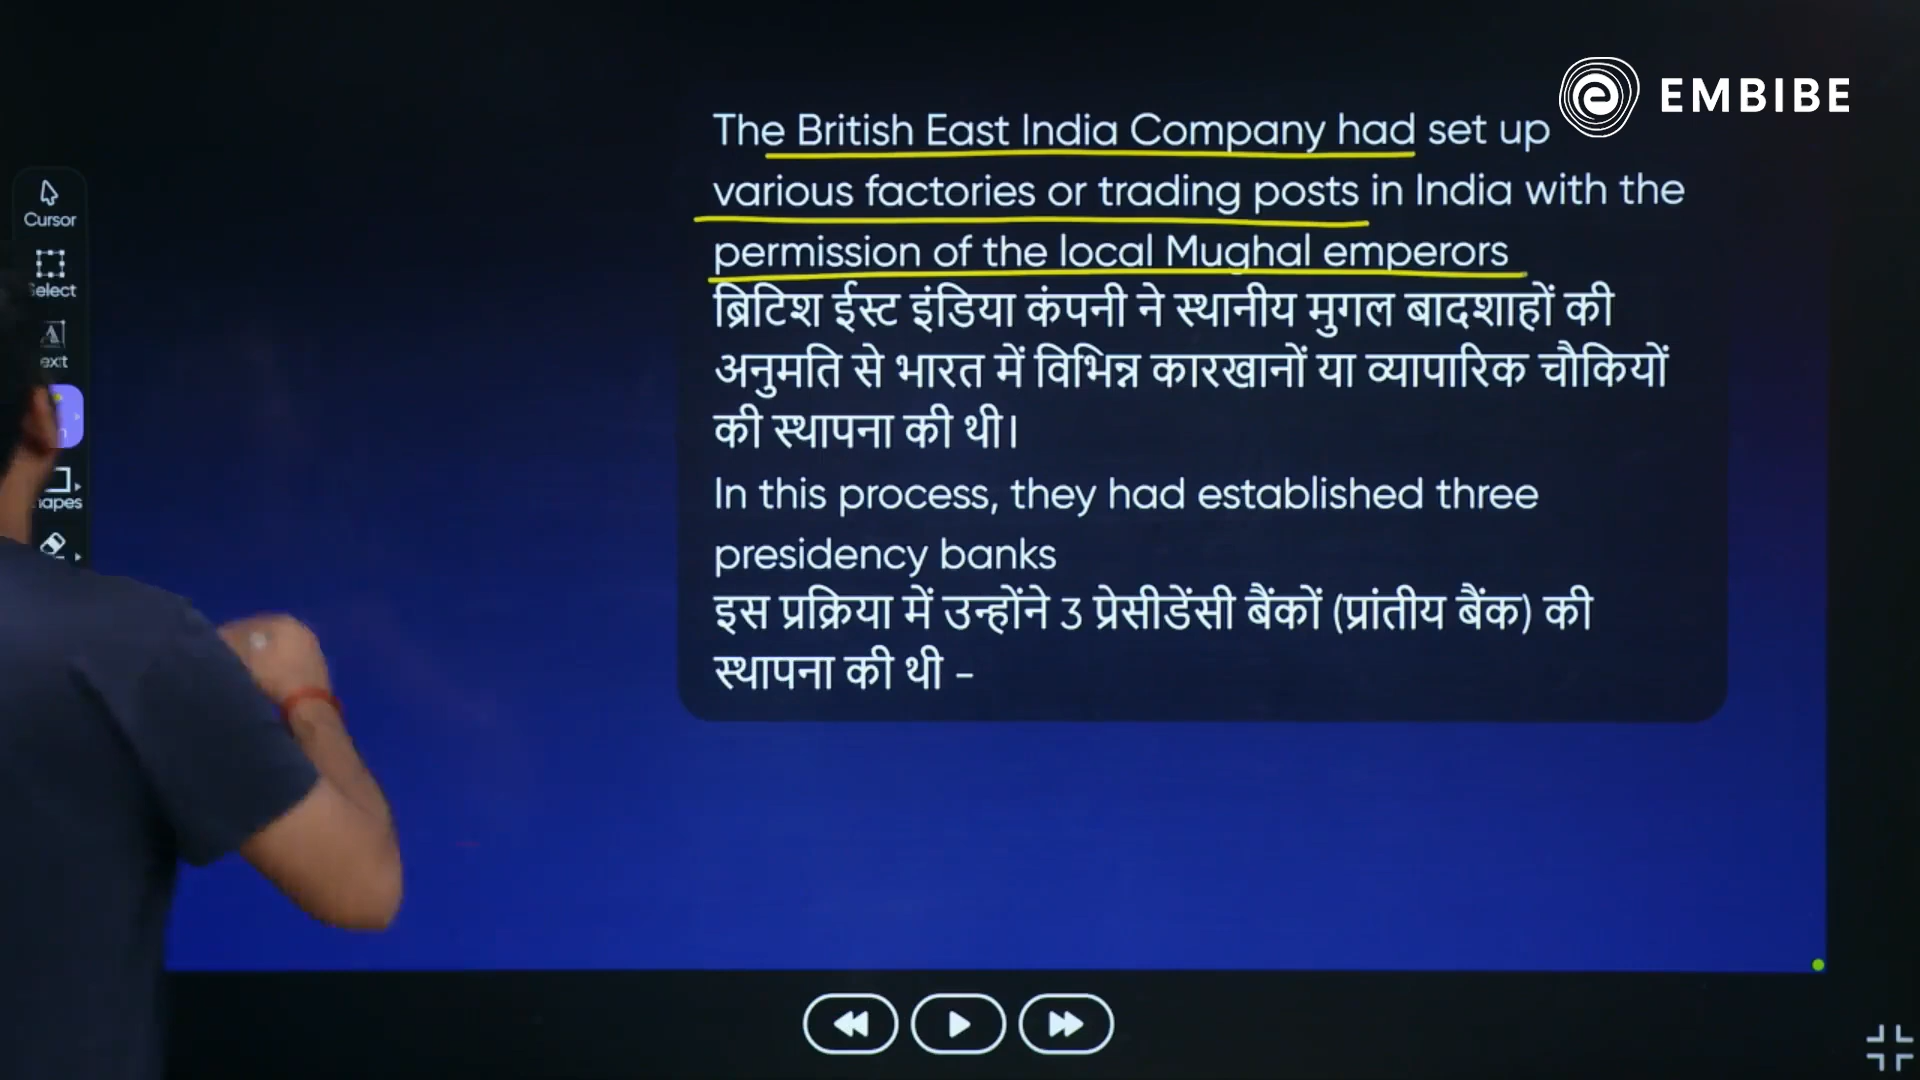 EMBIBE
The British East India Company had set up
various factories or trading posts in India with the
permission of the local Mughal emperors
ब्रिटिश ईस्ट इंडिया कंपनी ने स्थानीय मुगल बादशाहों की
अनुमति से भारत में विभिन्न कारखानों या व्यापारिक चौकियों
की स्थापना की थी।
In this process, they had established three
presidency banks
इस प्रक्रिया में उन्होंने 3 प्रेसीडेंसी बैंकों (प्रांतीय बैंक) की
स्थापना की थी -
Cursor